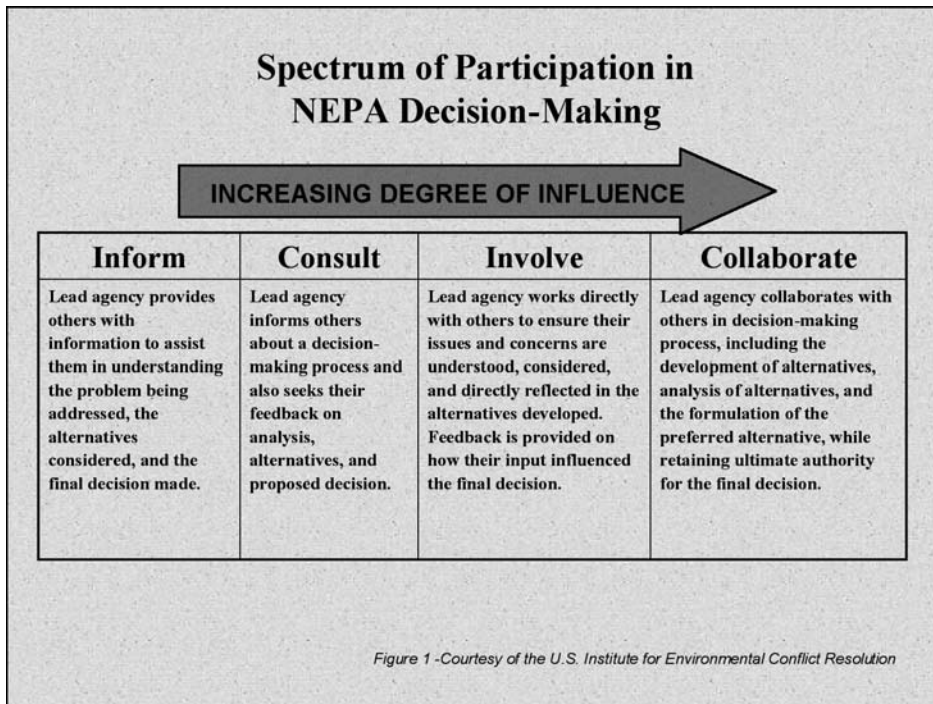 Spectrum of Participation in
NEPA Decision-Making
INCREASING DEGREE OF INFLUENCE
Inform
Lead agency provides
others with
information to assist
them in understanding
the problem being
addressed, the
alternatives
considered, and the
final decision made.
Consult
Lead agency
informs others
about a decision-
making process and
also seeks their
feedback on
analysis,
alternatives, and
proposed decision.
Involve
Lead agency works directly
with others to ensure their
issues and concerns are
understood, considered,
and directly reflected in the
alternatives developed.
Feedback is provided on
how their input influenced
the final decision.
Collaborate
Lead agency collaborates with
others in decision-making
process, including the
development of alternatives,
analysis of alternatives, and
the formulation of the
preferred alternative, while
retaining ultimate authority
for the final decision.
Figure 1 -Courtesy of the U.S. Institute for Environmental Conflict Resolution